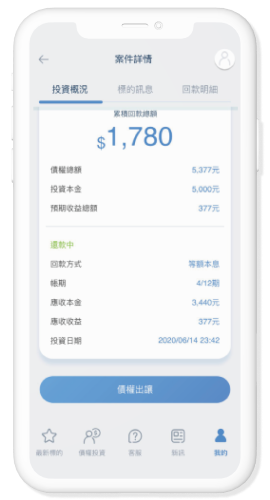 案件詳情
投資概況 標的訊息 回款明細
累積回款總額
$1,780
債權總額 5,377元
投資本金 5,000元
預期收益總額 377元
還款中
回款方式 等額本息
帳期 4/12期
應收本金 3,440元
應收收益 377元
投資日期 2020/06/14 23:42
債權出讓
最新標的 債權投資 客服 資訊 我的